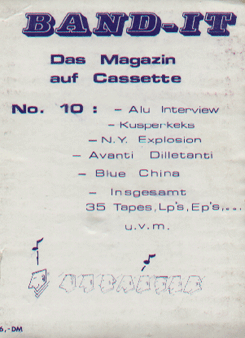 BAND-IT
Das Magazin
auf Cassette
No. 10 : – Alu Interview
– Kusperkeks
– N.Y. Explosion
– Avanti Dilletanti
– Blue China
– Insgesamt
35 Tapes, Lp's, Ep's,....
u.v.m.
6,-DM